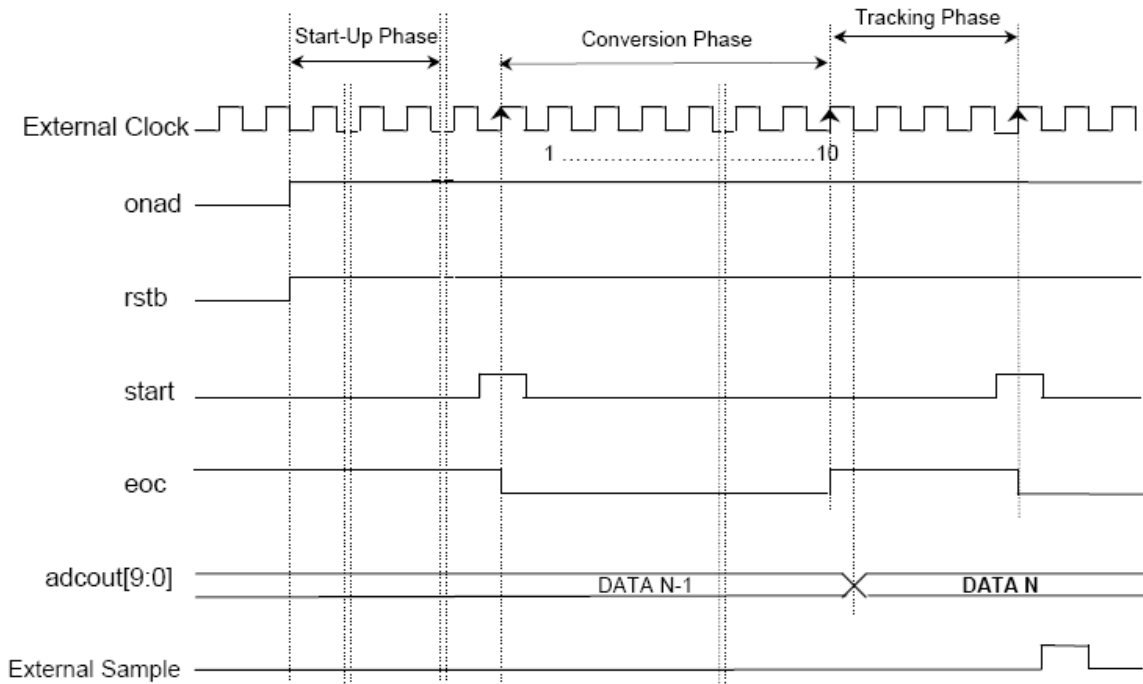 Start-Up Phase
Conversion Phase
Tracking Phase
External Clock
1 ............................................10
onad
rstb
start
eoc
adcout[9:0]
DATA N-1
DATA N
External Sample